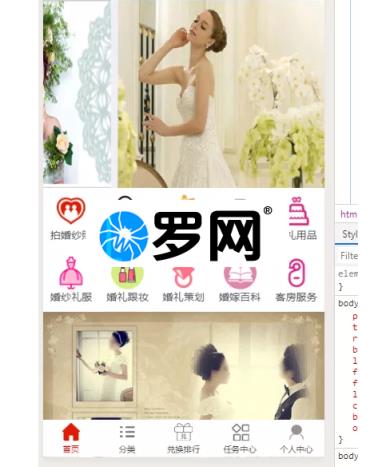 htm
拍婚纱照
罗网®
礼用品
Styl
Filte
婚纱礼服 婚礼跟妆 婚礼策划 婚嫁百科 客房服务
elem
}
body
p
t
r
b
l
f
f
l
c
b
o
}
body
首页 分类 兑换排行 任务中心 个人中心